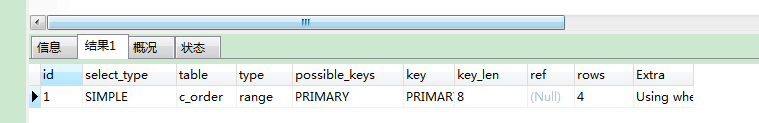 信息 结果1 概况 状态
id select_type table type possible_keys key key_len ref rows Extra
1 SIMPLE c_order range PRIMARY PRIMAR 8 (Null) 4 Using whe